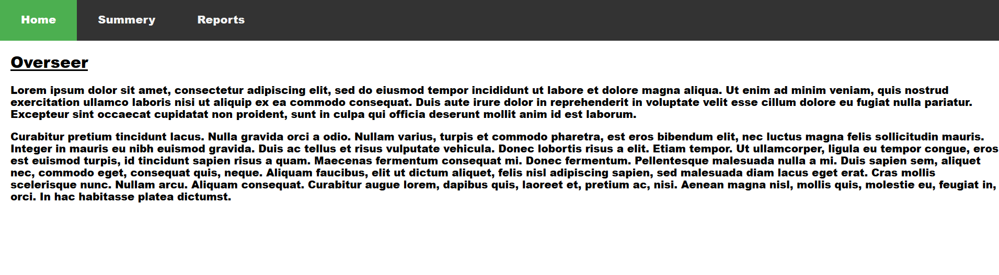 Home Summery Reports
Overseer
Lorem ipsum dolor sit amet, consectetur adipiscing elit, sed do eiusmod tempor incididunt ut labore et dolore magna aliqua. Ut enim ad minim veniam, quis nostrud
exercitation ullamco laboris nisi ut aliquip ex ea commodo consequat. Duis aute irure dolor in reprehenderit in voluptate velit esse cillum dolore eu fugiat nulla pariatur.
Excepteur sint occaecat cupidatat non proident, sunt in culpa qui officia deserunt mollit anim id est laborum.
Curabitur pretium tincidunt lacus. Nulla gravida orci a odio. Nullam varius, turpis et commodo pharetra, est eros bibendum elit, nec luctus magna felis sollicitudin mauris.
Integer in mauris eu nibh euismod gravida. Duis ac tellus et risus vulputate vehicula. Donec lobortis risus a elit. Etiam tempor. Ut ullamcorper, ligula eu tempor congue, eros
est euismod turpis, id tincidunt sapien risus a quam. Maecenas fermentum consequat mi. Donec fermentum. Pellentesque malesuada nulla a mi. Duis sapien sem, aliquet
nec, commodo eget, consequat quis, neque. Aliquam faucibus, elit ut dictum aliquet, felis nisl adipiscing sapien, sed malesuada diam lacus eget erat. Cras mollis
scelerisque nunc. Nullam arcu. Aliquam consequat. Curabitur augue lorem, dapibus quis, laoreet et, pretium ac, nisi. Aenean magna nisl, mollis quis, molestie eu, feugiat in,
orci. In hac habitasse platea dictumst.